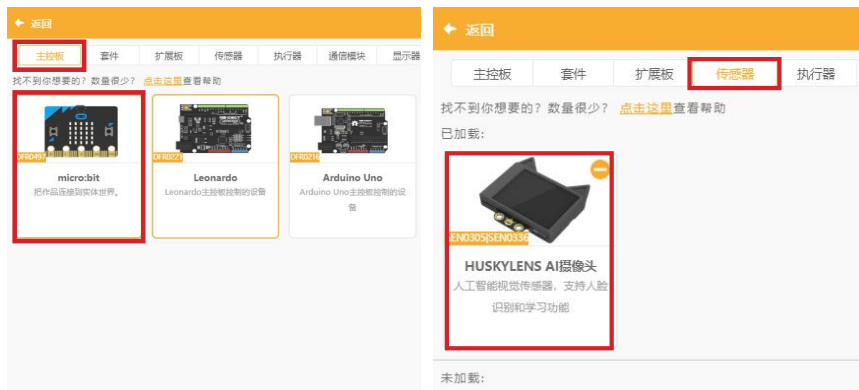 返回
主控板 套件 扩展板 传感器 执行器 通信模块 显示器
找不到你想要的? 数量很少? 点击这里查看帮助
DFR0497
micro:bit
把作品连接到实体世界。
DFR0221
Leonardo
Leonardo主控板控制的设备
DFR0216
Arduino Uno
Arduino Uno主控板控制的设
备
返回
主控板 套件 扩展板 传感器 执行器
找不到你想要的? 数量很少? 点击这里查看帮助
已加载:
SEN0305|SEN0336
HUSKYLENS AI摄像头
人工智能视觉传感器，支持人脸
识别和学习功能
未加载: